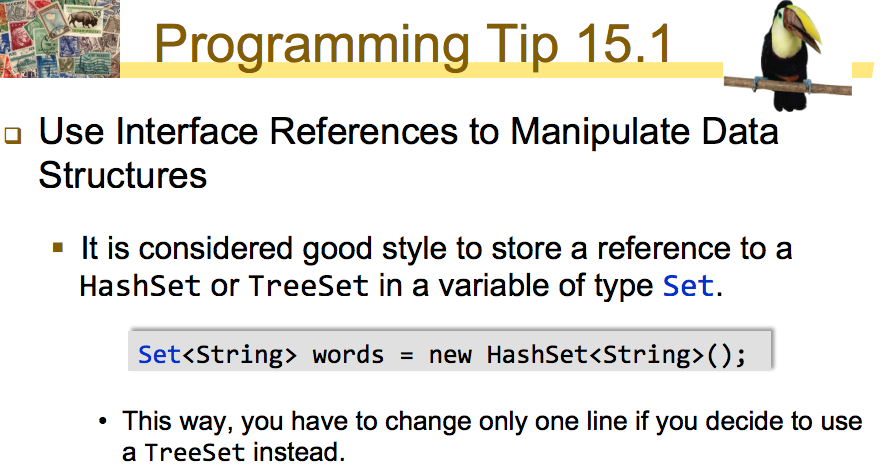 Programming Tip 15.1
Use Interface References to Manipulate Data
Structures
It is considered good style to store a reference to a
HashSet or TreeSet in a variable of type Set.
Set<String> words = new HashSet<String>();
This way, you have to change only one line if you decide to use
a TreeSet instead.